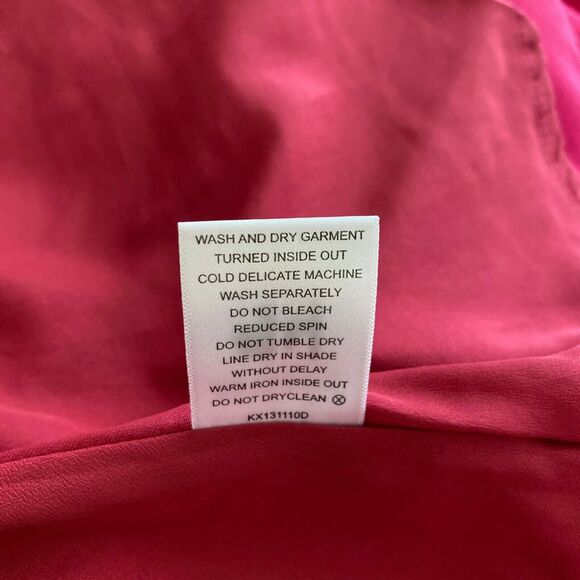 WASH AND DRY GARMENT
TURNED INSIDE OUT
COLD DELICATE MACHINE
WASH SEPARATELY
DO NOT BLEACH
REDUCED SPIN
DO NOT TUMBLE DRY
LINE DRY IN SHADE
WITHOUT DELAY
WARM IRON INSIDE OUT
DO NOT DRYCLEAN
KX131110D